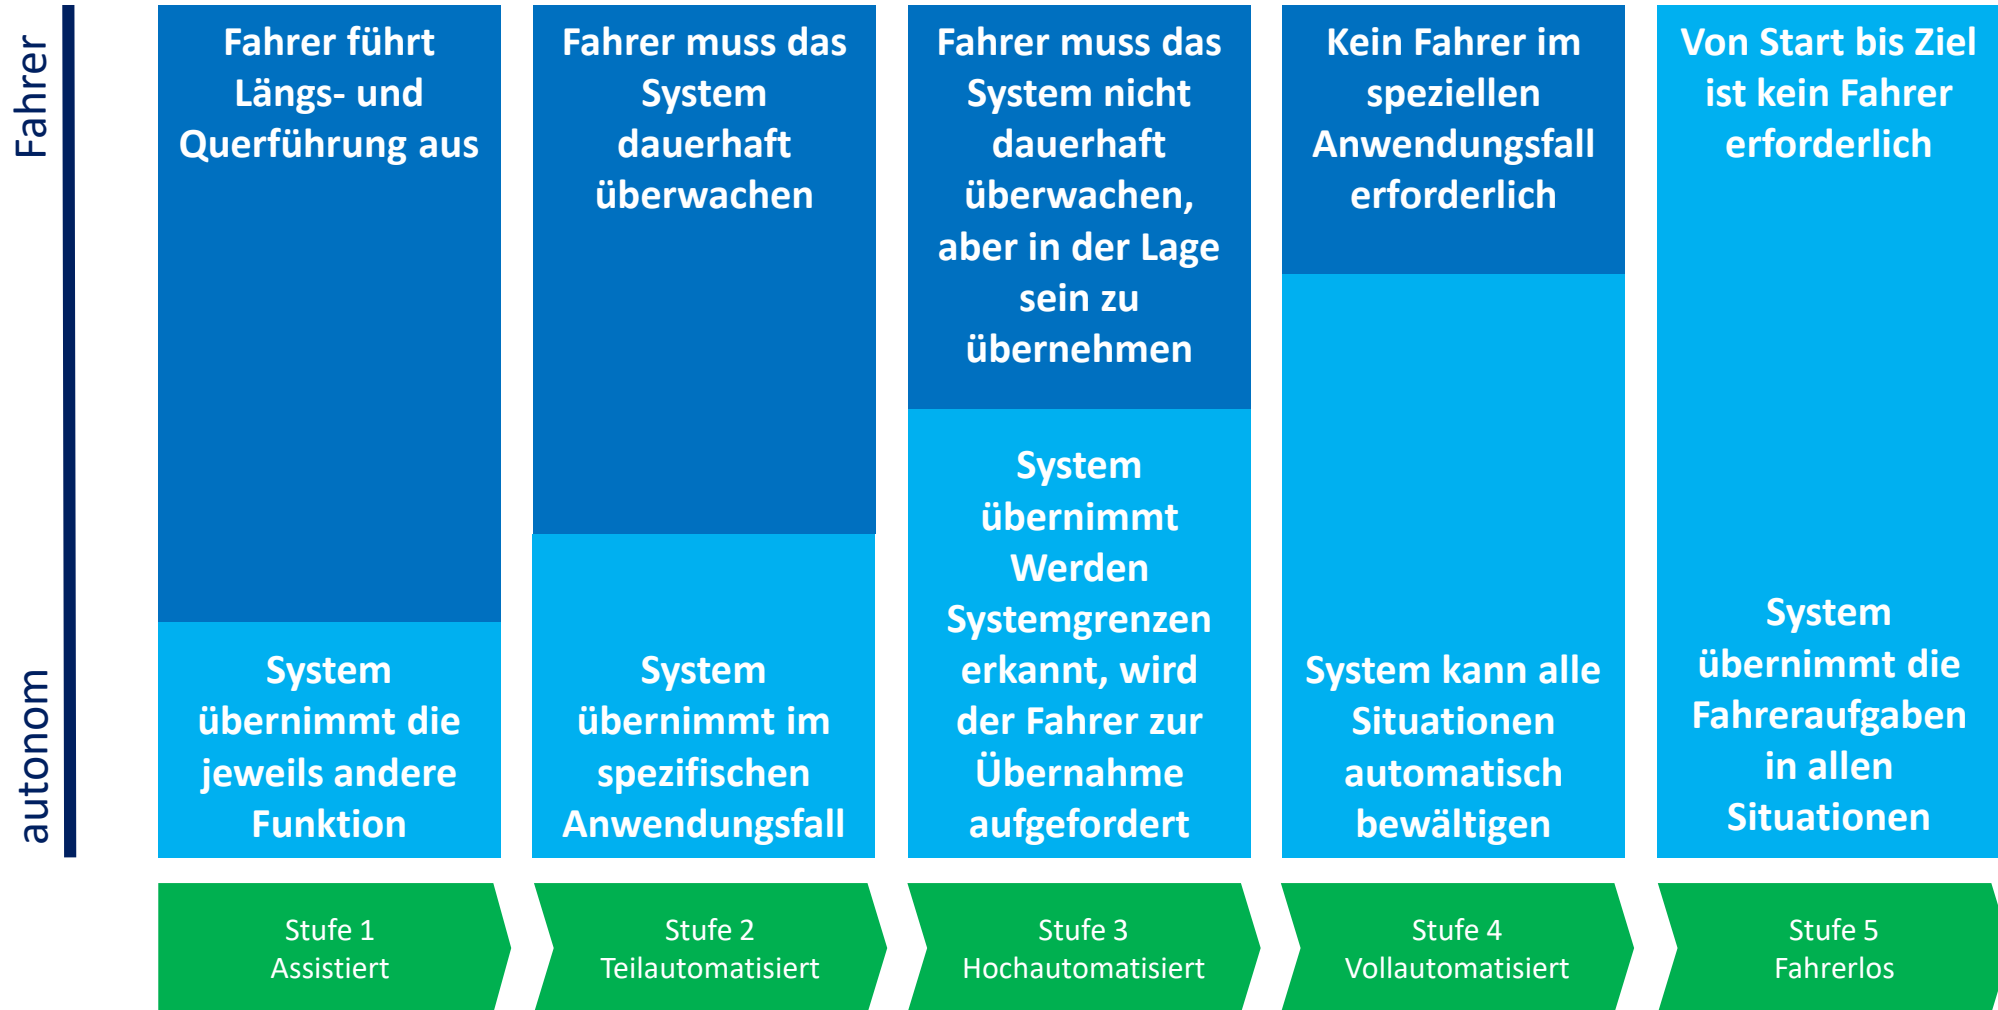 Fahrer
autonom
Fahrer führt
Längs- und
Querführung aus
System
übernimmt die
jeweils andere
Funktion
Stufe 1
Assistiert
Fahrer muss das
System
dauerhaft
überwachen
System
übernimmt im
spezifischen
Anwendungsfall
Stufe 2
Teilautomatisiert
Fahrer muss das
System nicht
dauerhaft
überwachen,
aber in der Lage
sein zu
übernehmen
System
übernimmt
Werden
Systemgrenzen
erkannt, wird
der Fahrer zur
Übernahme
aufgefordert
Stufe 3
Hochautomatisiert
Kein Fahrer im
speziellen
Anwendungsfall
erforderlich
System kann alle
Situationen
automatisch
bewältigen
Stufe 4
Vollautomatisiert
Von Start bis Ziel
ist kein Fahrer
erforderlich
System
übernimmt die
Fahreraufgaben
in allen
Situationen
Stufe 5
Fahrerlos